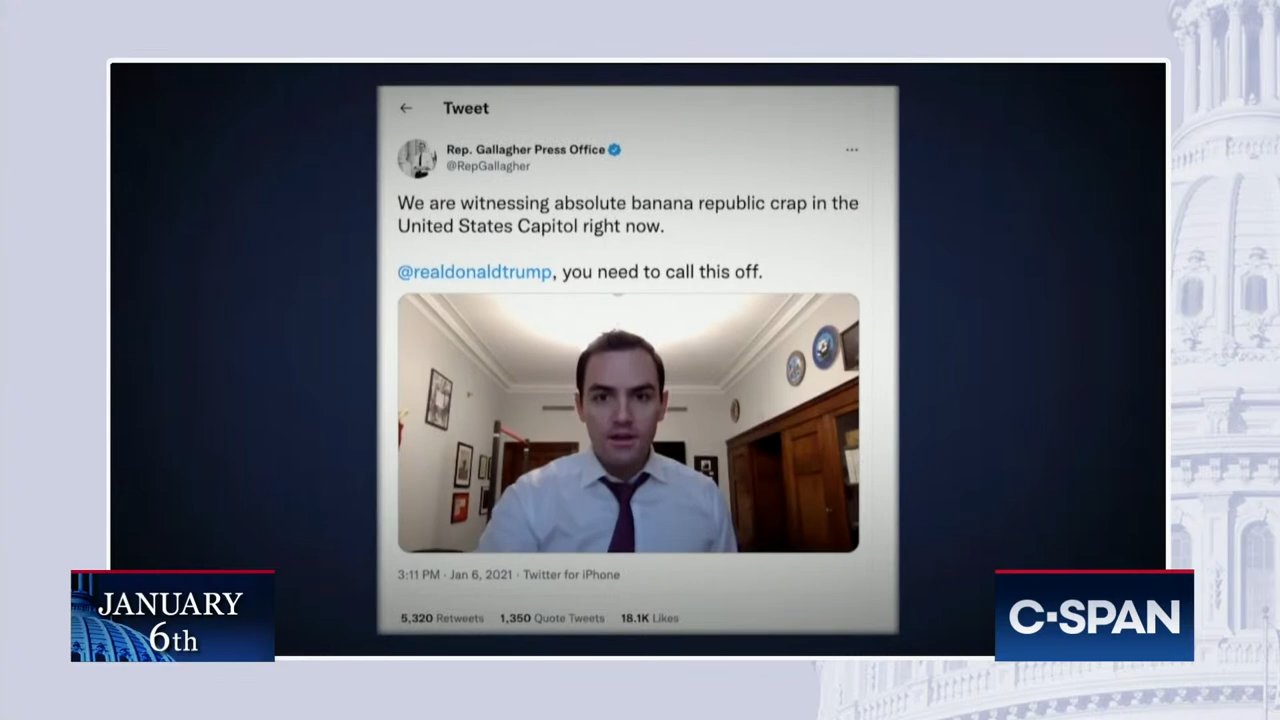 Tweet
Rep. Gallagher Press Office
@RepGallagher
We are witnessing absolute banana republic crap in the
United States Capitol right now.
@realdonaldtrump, you need to call this off.
3:11 PM · Jan 6, 2021 · Twitter for iPhone
5,320 Retweets 1,350 Quote Tweets 18.1K Likes
JANUARY
6th
C-SPAN